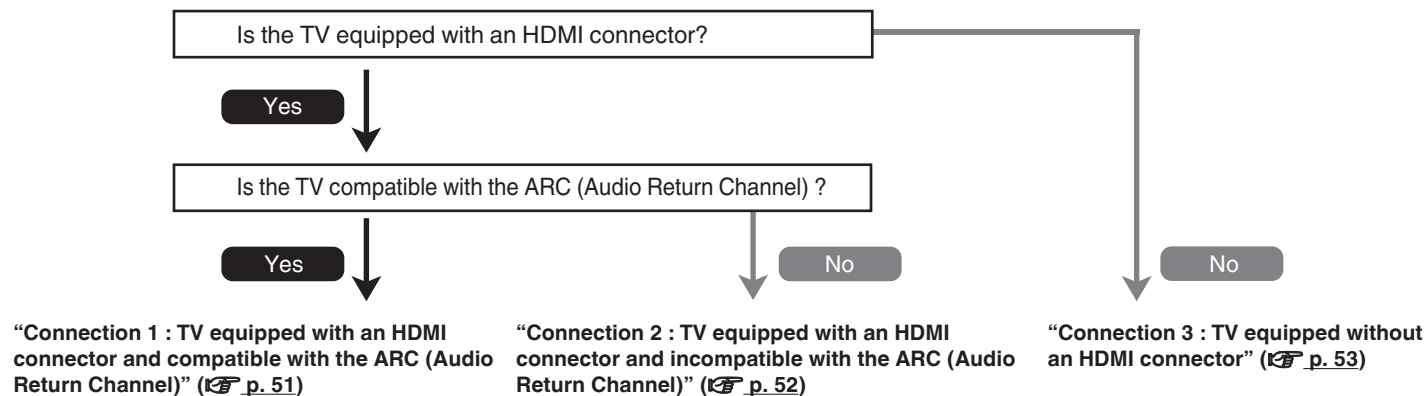 Is the TV equipped with an HDMI connector?
Yes
Is the TV compatible with the ARC (Audio Return Channel) ?
Yes
No
No
“Connection 1 : TV equipped with an HDMI
connector and compatible with the ARC (Audio
Return Channel)” (☞ p. 51)
“Connection 2 : TV equipped with an HDMI
connector and incompatible with the ARC (Audio
Return Channel)” (☞ p. 52)
“Connection 3 : TV equipped without
an HDMI connector” (☞ p. 53)